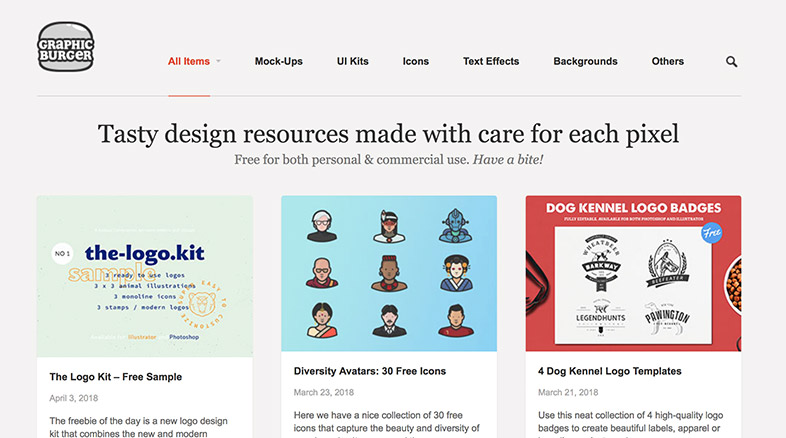 GRAPHIC
BURGER
All Items
Mock-Ups
UI Kits
Icons
Text Effects
Backgrounds
Others
Tasty design resources made with care for each pixel
Free for both personal & commercial use. Have a bite!
NO 1
the-logo.kit
sample
3 ready to use logos
3 x 3 animal illustrations
3 monoline icons
3 stamps / modern logos
EASY TO CUSTOMIZE
Available for Illustrator and Photoshop
The Logo Kit – Free Sample
April 3, 2018
The freebie of the day is a new logo design
kit that combines the new and modern
Diversity Avatars: 30 Free Icons
March 23, 2018
Here we have a nice collection of 30 free
icons that capture the beauty and diversity of
DOG KENNEL LOGO BADGES
FULLY EDITABLE. AVAILABLE FOR BOTH PHOTOSHOP AND ILLUSTRATOR
Free
WHEATBEER
BARKWAY
BEEFEATER
LEGENDHUNTS
PAWINGTON
4 Dog Kennel Logo Templates
March 21, 2018
Use this neat collection of 4 high-quality logo
badges to create beautiful labels, apparel or